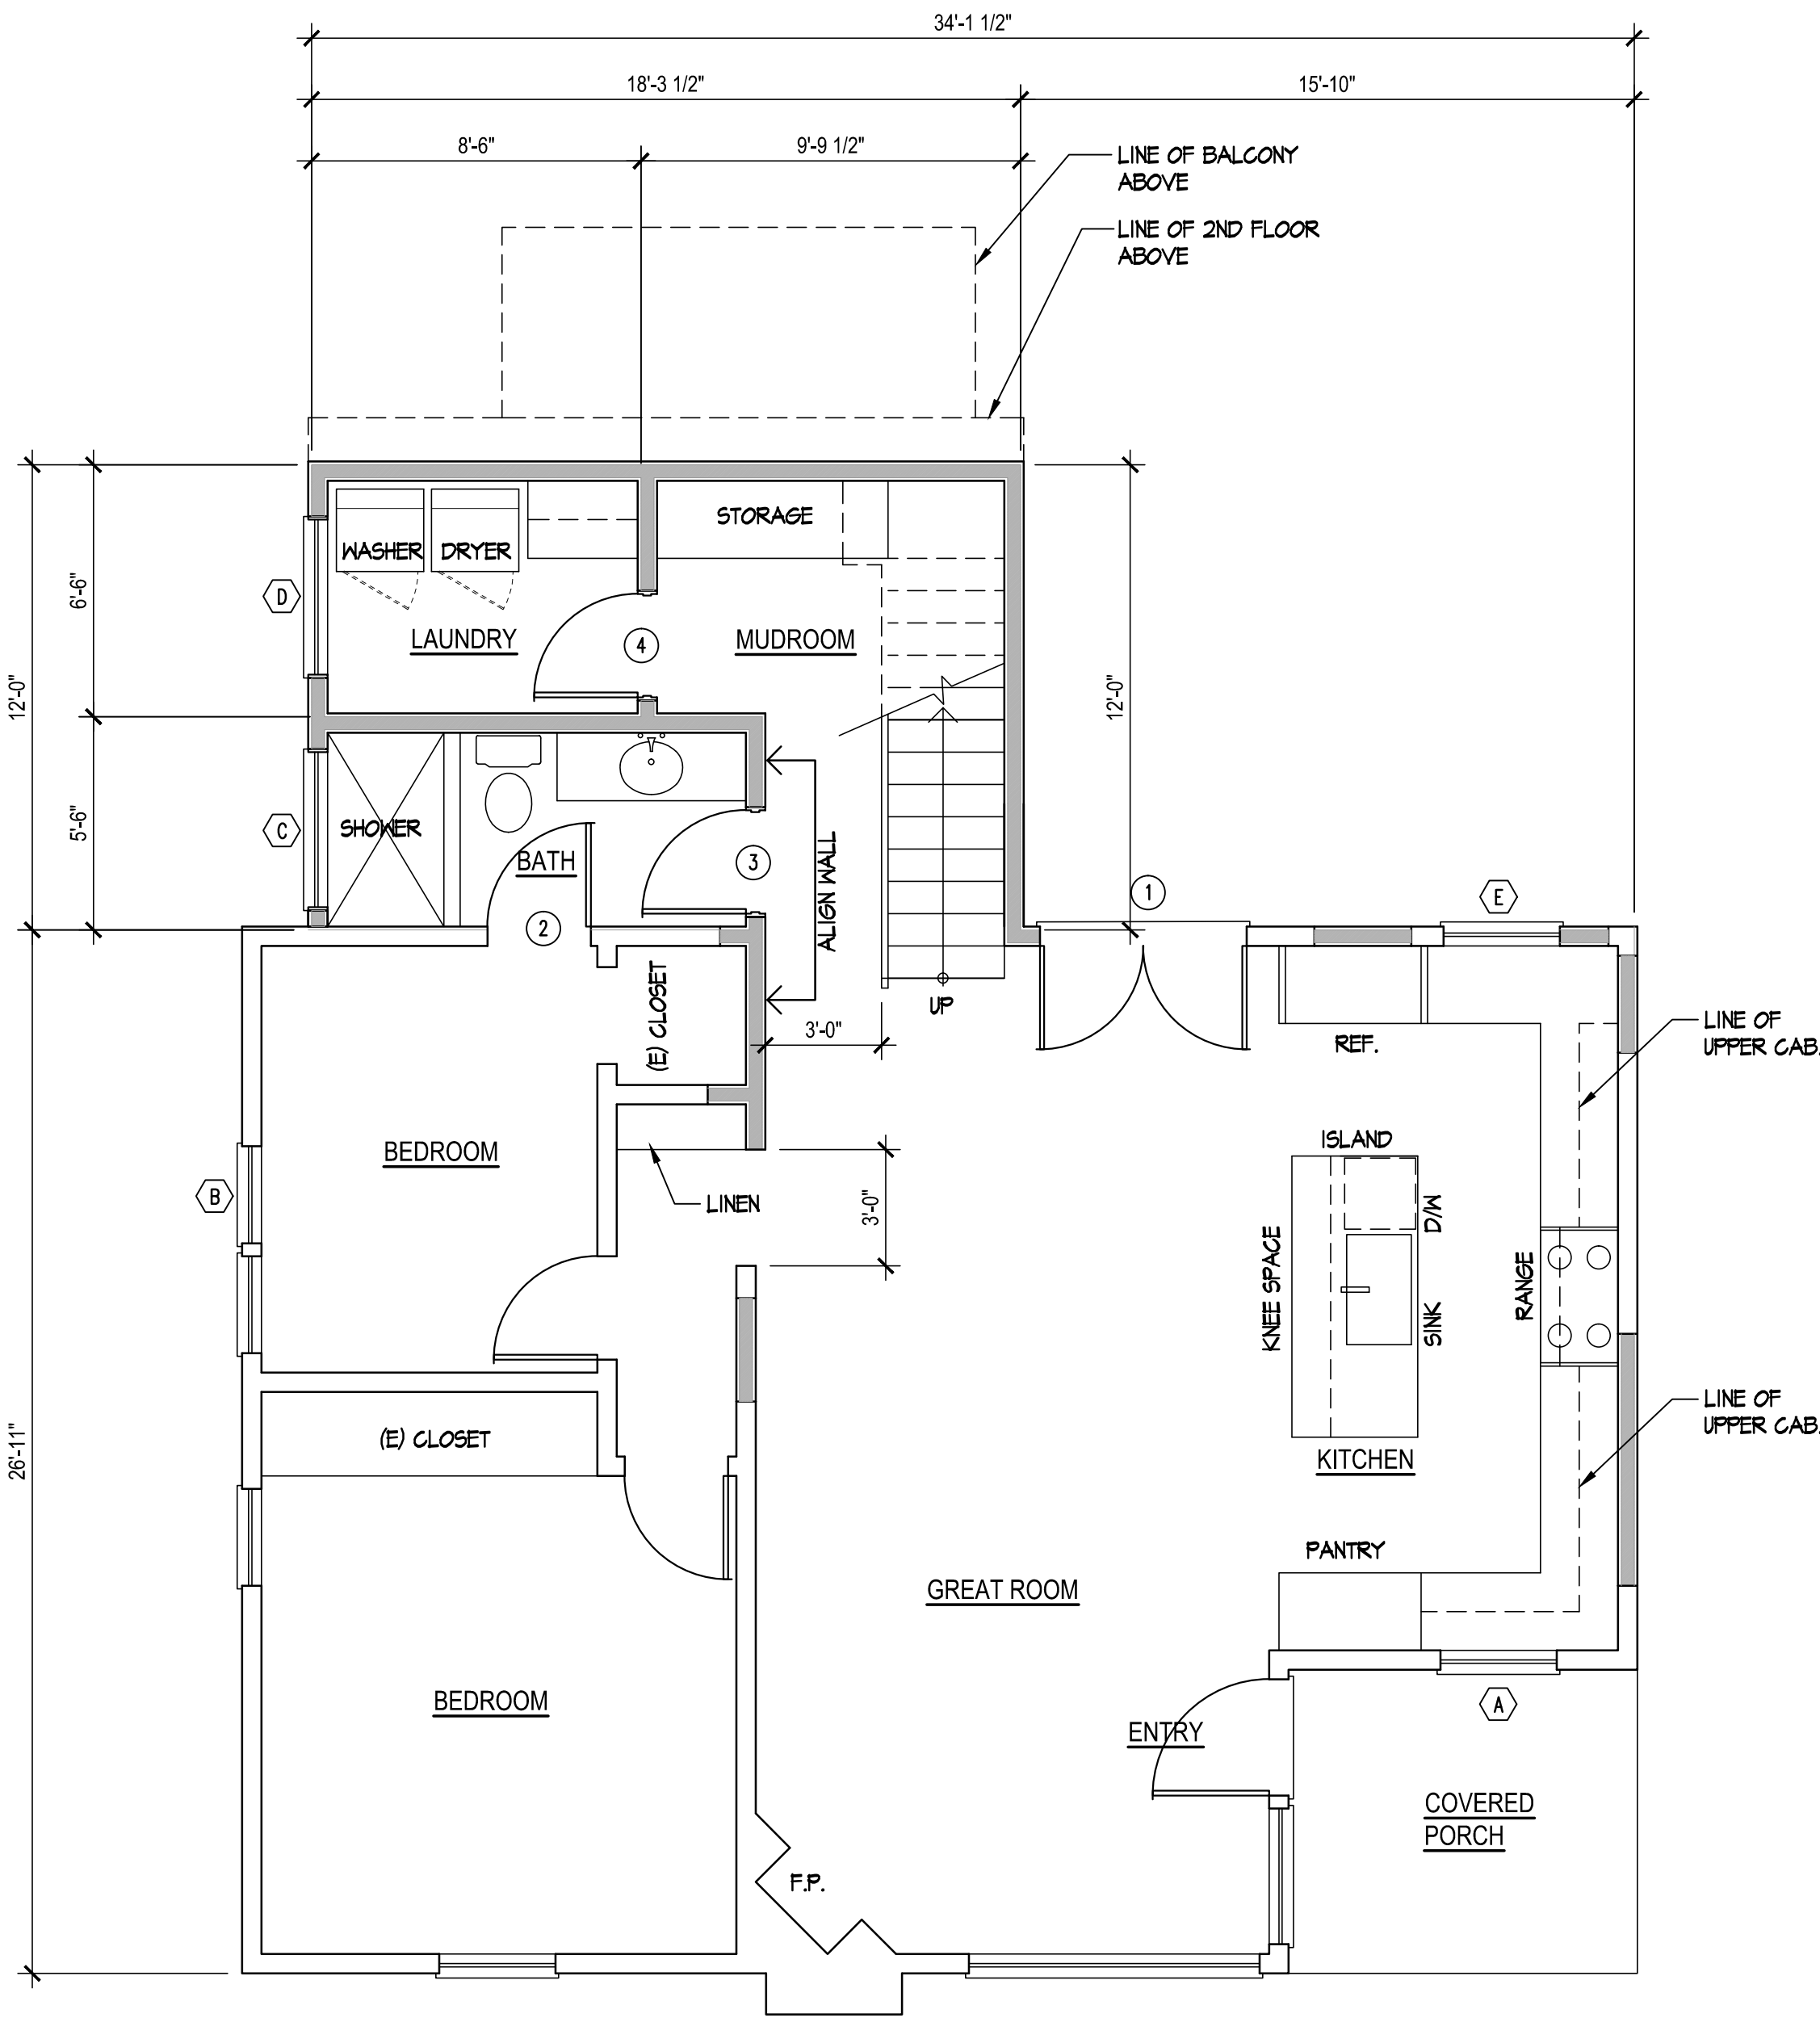 34'-1 1/2"
18'-3 1/2"
15'-10"
8'-6"
9'-9 1/2"
LINE OF BALCONY
ABOVE
LINE OF 2ND FLOOR
ABOVE
STORAGE
WASHER
DRYER
D
6'-6"
LAUNDRY
4
MUDROOM
12'-0"
12'-0"
5'-6"
C
SHOWER
BATH
3
ALIGN WALL
1
E
2
(E) CLOSET
UP
3'-0"
REF.
LINE OF
UPPER CAB.
BEDROOM
ISLAND
B
LINEN
3'-0"
D/W
KNEE SPACE
RANGE
SINK
LINE OF
UPPER CAB.
(E) CLOSET
26'-11"
KITCHEN
PANTRY
GREAT ROOM
BEDROOM
A
ENTRY
COVERED
PORCH
F.P.